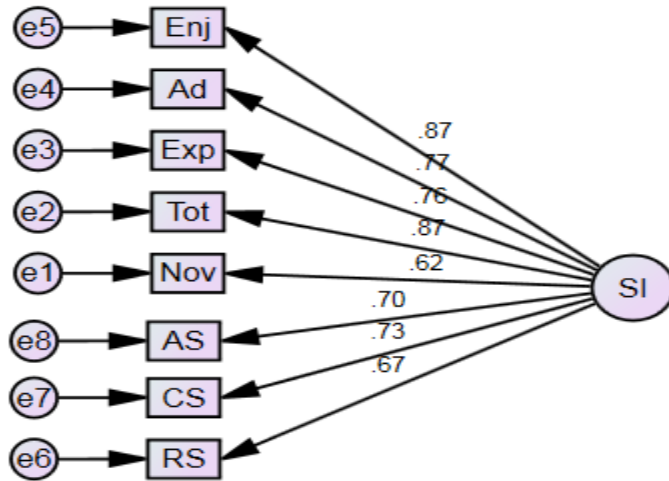 e5 Enj
e4 Ad
.87
.77
e3 Exp
.76
e2 Tot
.87
e1 Nov
.62
SI
.70
e8 AS
.73
.67
e7 CS
e6 RS